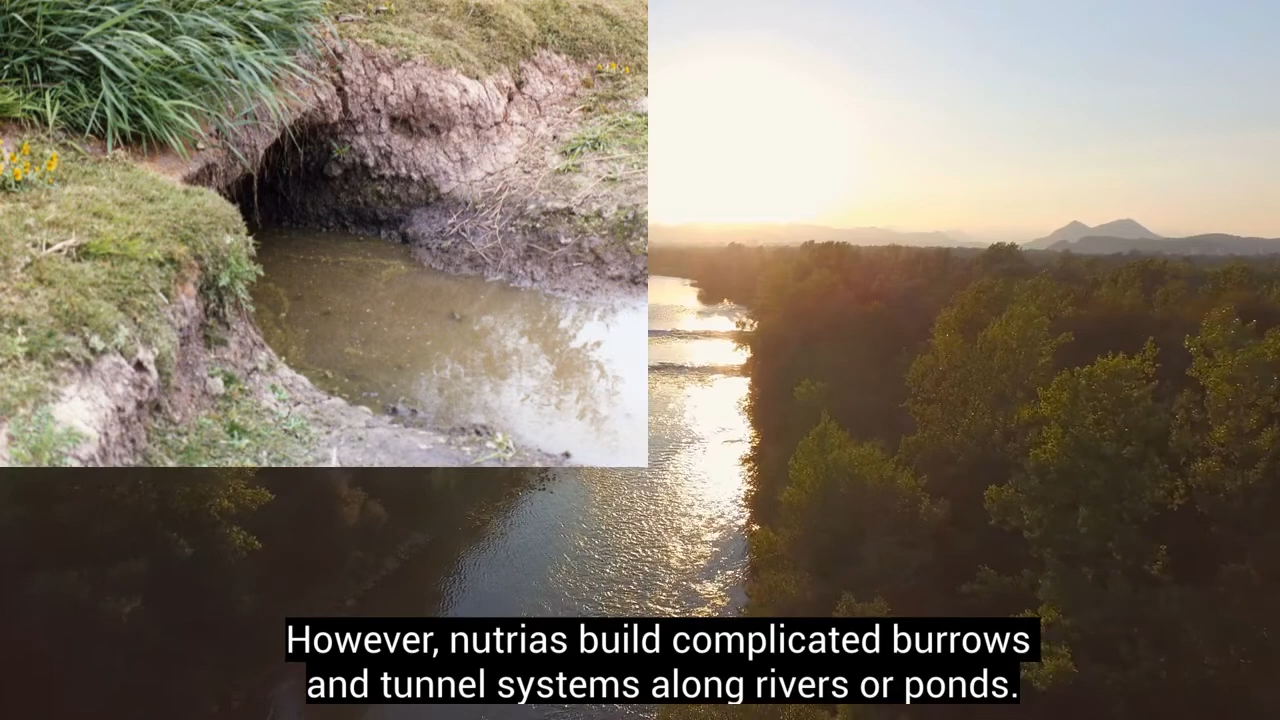 However, nutrias build complicated burrows
and tunnel systems along rivers or ponds.